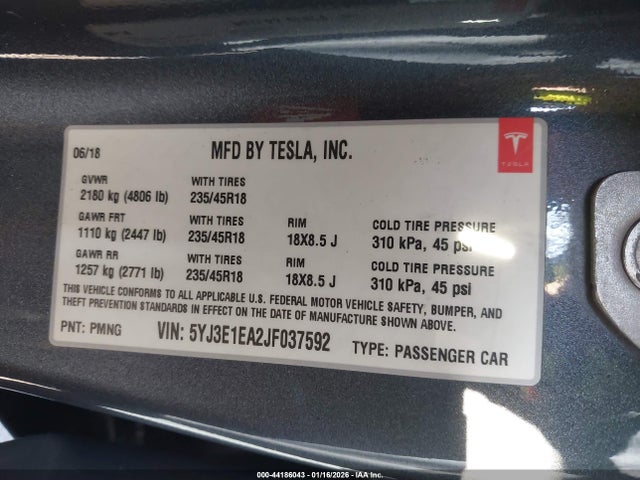 06/18 MFD BY TESLA, INC.
TESLA
GVWR WITH TIRES
2180 kg (4806 lb) 235/45R18
GAWR FRT WITH TIRES RIM COLD TIRE PRESSURE
1110 kg (2447 lb) 235/45R18 18X8.5 J 310 kPa, 45 psi
GAWR RR WITH TIRES RIM COLD TIRE PRESSURE
1257 kg (2771 lb) 235/45R18 18X8.5 J 310 kPa, 45 psi
THIS VEHICLE CONFORMS TO ALL APPLICABLE U.S. FEDERAL MOTOR VEHICLE SAFETY, BUMPER, AND
THEFT PREVENTION STANDARDS IN EFFECT ON THE DATE OF MANUFACTURE SHOWN ABOVE.
PNT: PMNG VIN: 5YJ3E1EA2JF037592 TYPE: PASSENGER CAR
000-44186043 | 01/16/2026 | IAA Inc.